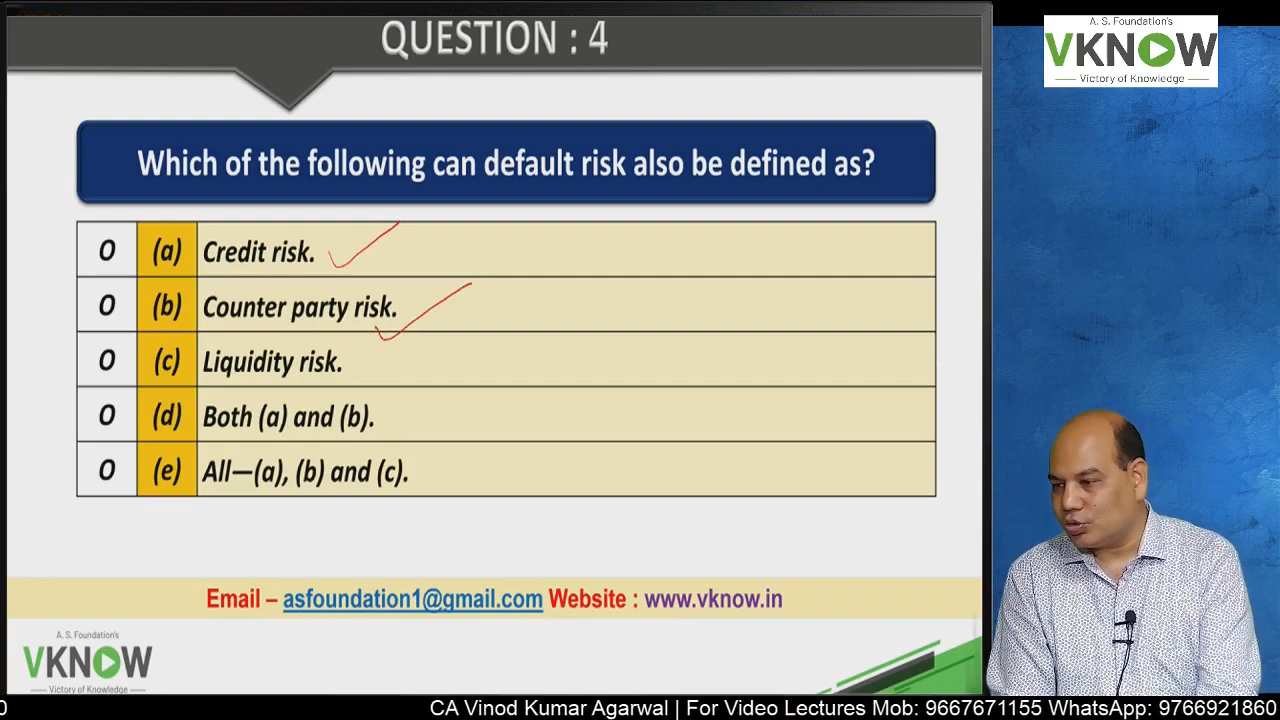 QUESTION : 4
A. S. Foundation's
VKNOW
Victory of Knowledge
Which of the following can default risk also be defined as?
O (a) Credit risk.
O (b) Counter party risk.
O (c) Liquidity risk.
O (d) Both (a) and (b).
O (e) All—(a), (b) and (c).
Email – asfoundation1@gmail.com Website : www.vknow.in
A. S. Foundation's
VKNOW
Victory of Knowledge
0 CA Vinod Kumar Agarwal | For Video Lectures Mob: 9667671155 WhatsApp: 9766921860